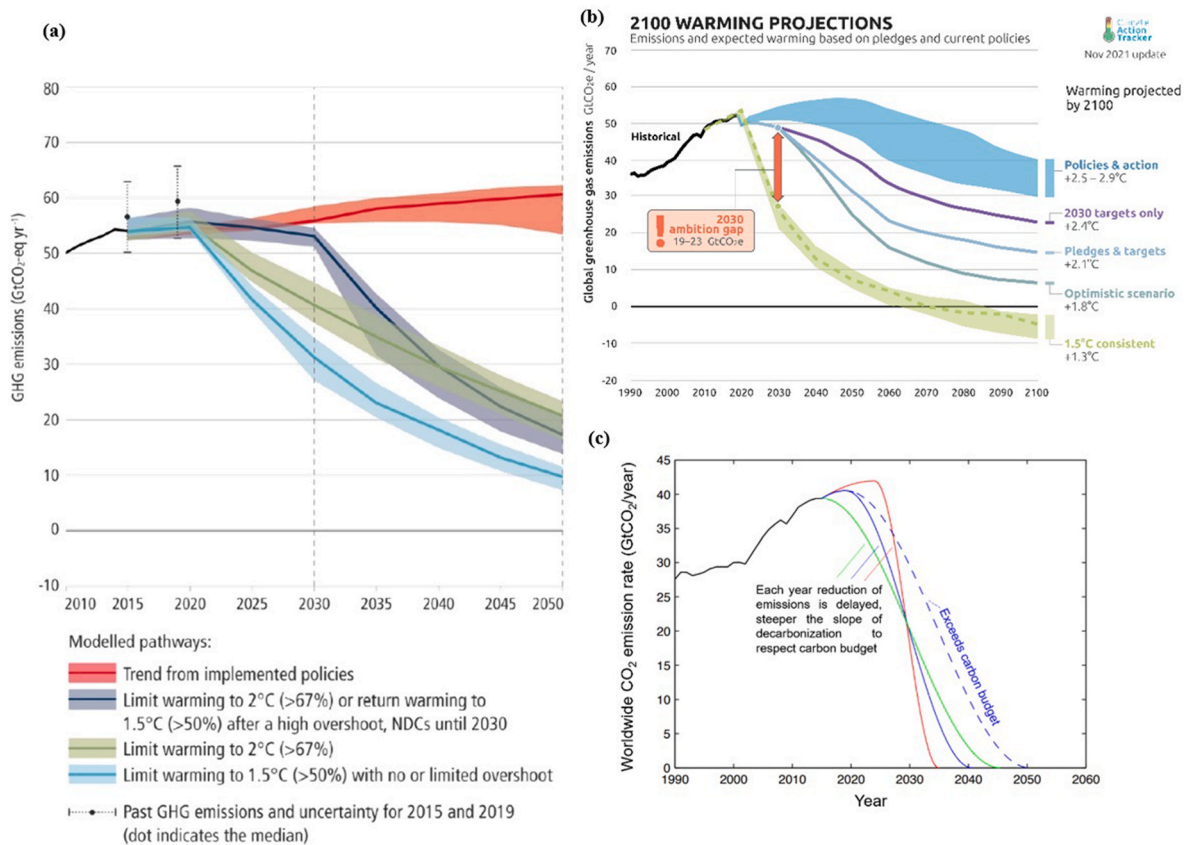 (a)
GHG emissions (GtCO₂-eq yr⁻¹)
80
70
60
50
40
30
20
10
0
-10
2010 2015 2020 2025 2030 2035 2040 2045 2050
Modelled pathways:
Trend from implemented policies
Limit warming to 2°C (>67%) or return warming to
1.5°C (>50%) after a high overshoot, NDCs until 2030
Limit warming to 2°C (>67%)
Limit warming to 1.5°C (>50%) with no or limited overshoot
Past GHG emissions and uncertainty for 2015 and 2019
(dot indicates the median)
(b)
2100 WARMING PROJECTIONS
Emissions and expected warming based on pledges and current policies
Climate
Action
Tracker
Nov 2021 update
Global greenhouse gas emissions GtCO₂e / year
70
60
50
40
30
20
10
0
-10
-20
1990 2000 2010 2020 2030 2040 2050 2060 2070 2080 2090 2100
Historical
2030
ambition gap
19–23 GtCO₂e
Warming projected
by 2100
Policies & action
+2.5 – 2.9°C
2030 targets only
+2.4°C
Pledges & targets
+2.1°C
Optimistic scenario
+1.8°C
1.5°C consistent
+1.3°C
(c)
Worldwide CO₂ emission rate (GtCO₂/year)
45
40
35
30
25
20
15
10
5
0
1990 2000 2010 2020 2030 2040 2050 2060
Year
Each year reduction of
emissions is delayed,
steeper the slope of
decarbonization to
respect carbon budget
Exceeds carbon budget